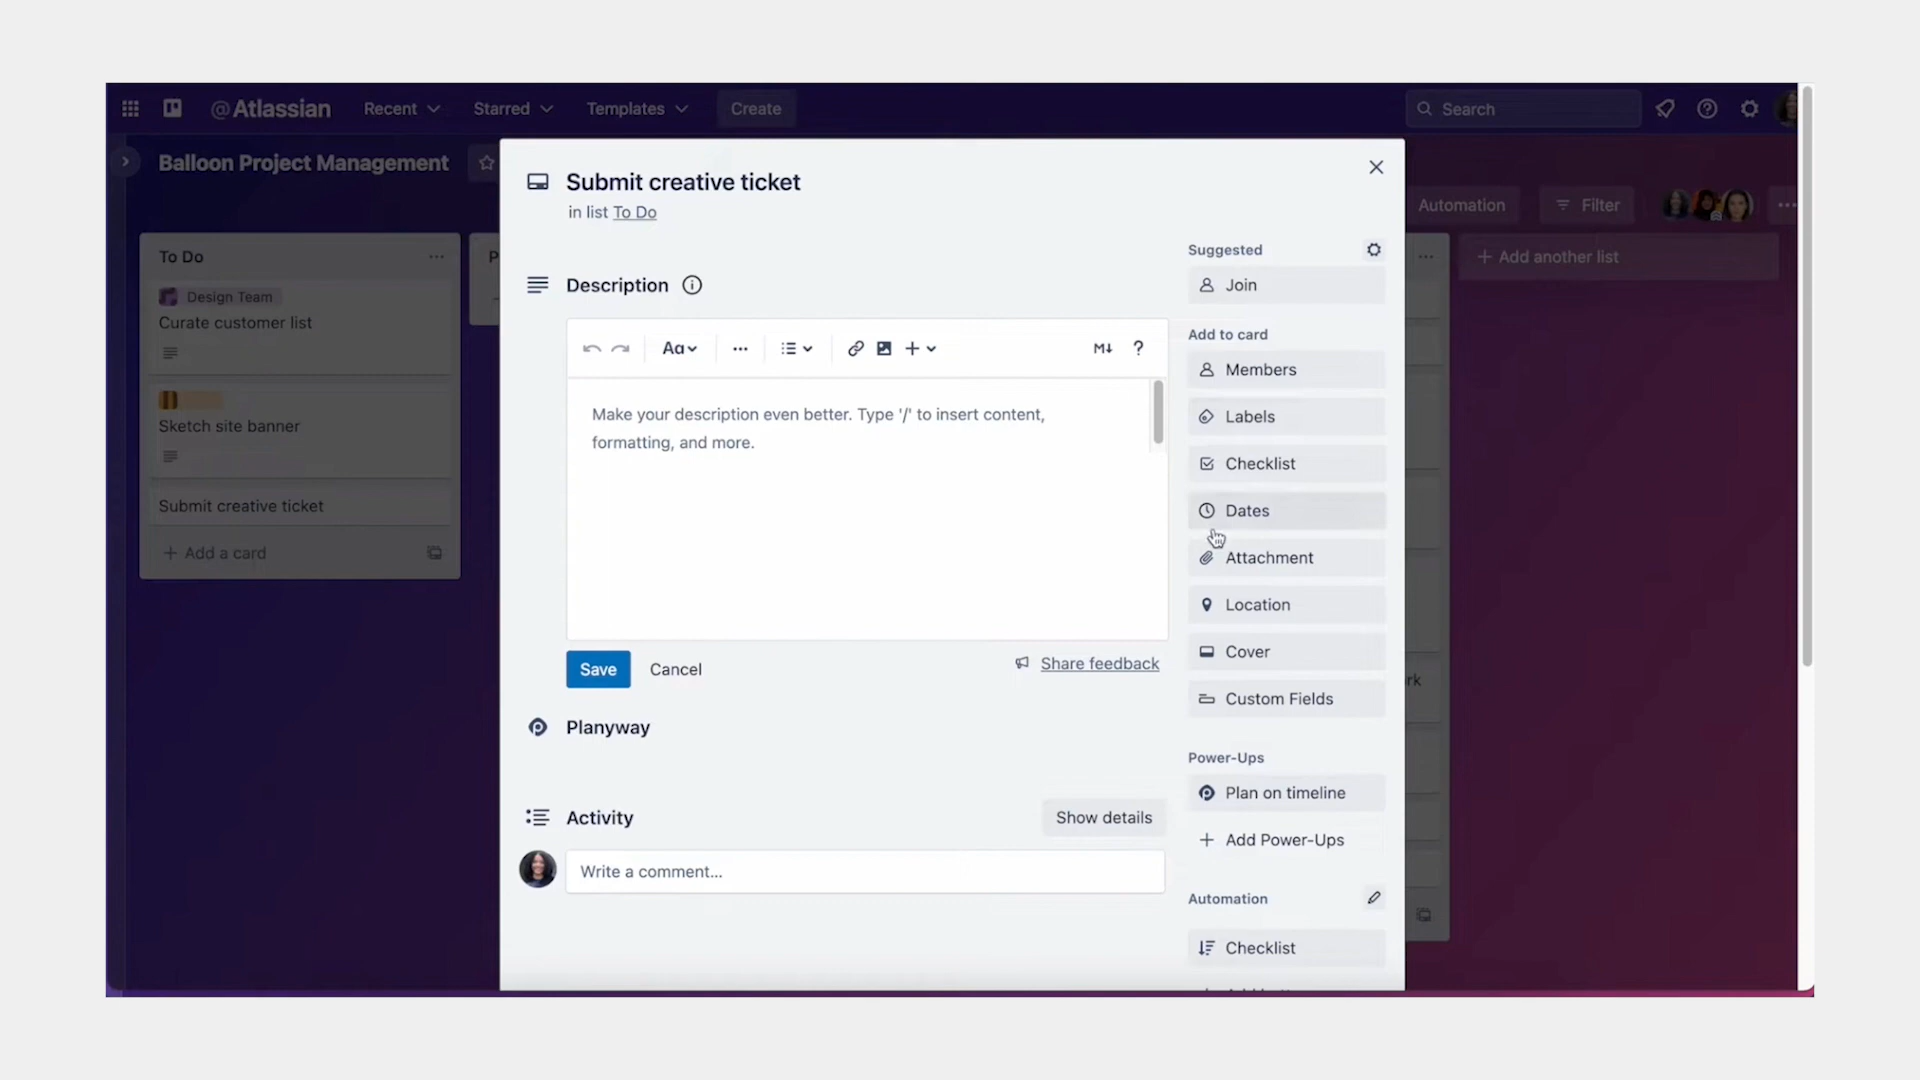 @Atlassian Recent Starred Templates Create Search
Balloon Project Management
Automation Filter
To Do
Design Team
Curate customer list
Sketch site banner
Submit creative ticket
+ Add a card
P
Submit creative ticket
in list To Do
Description
Aa
M↓ ?
Make your description even better. Type '/' to insert content,
formatting, and more.
Save Cancel
Share feedback
Planyway
Activity
Show details
Write a comment...
Suggested
Join
Add to card
Members
Labels
Checklist
Dates
Attachment
Location
Cover
Custom Fields
Power-Ups
Plan on timeline
+ Add Power-Ups
Automation
Checklist
+ Add another list
rk